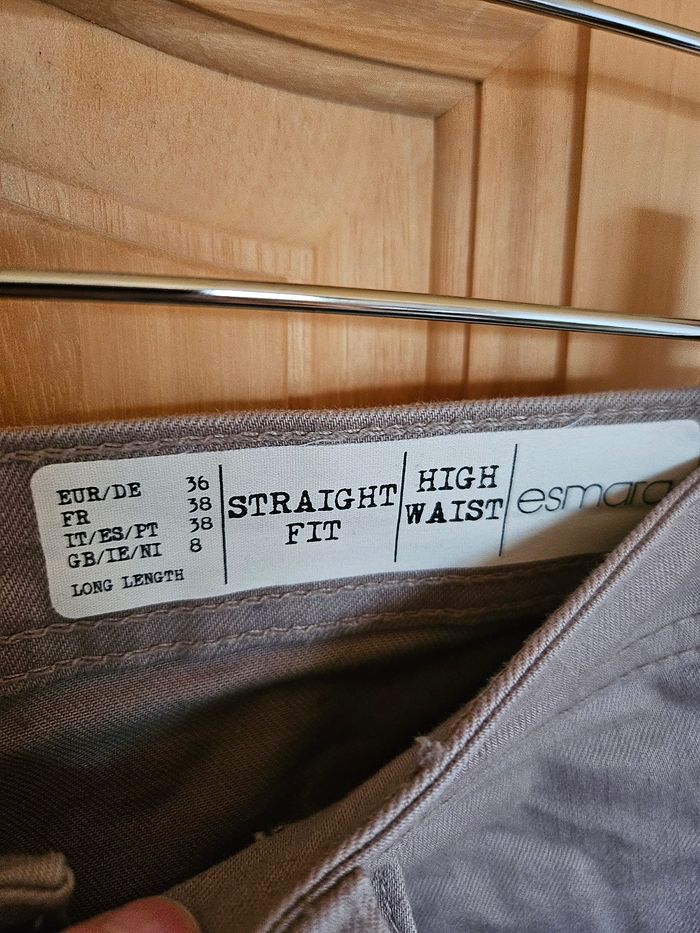 EUR/DE 36
FR 38
IT/ES/PT 38
GB/IE/NI 8
LONG LENGTH
STRAIGHT
FIT
HIGH
WAIST
esmara